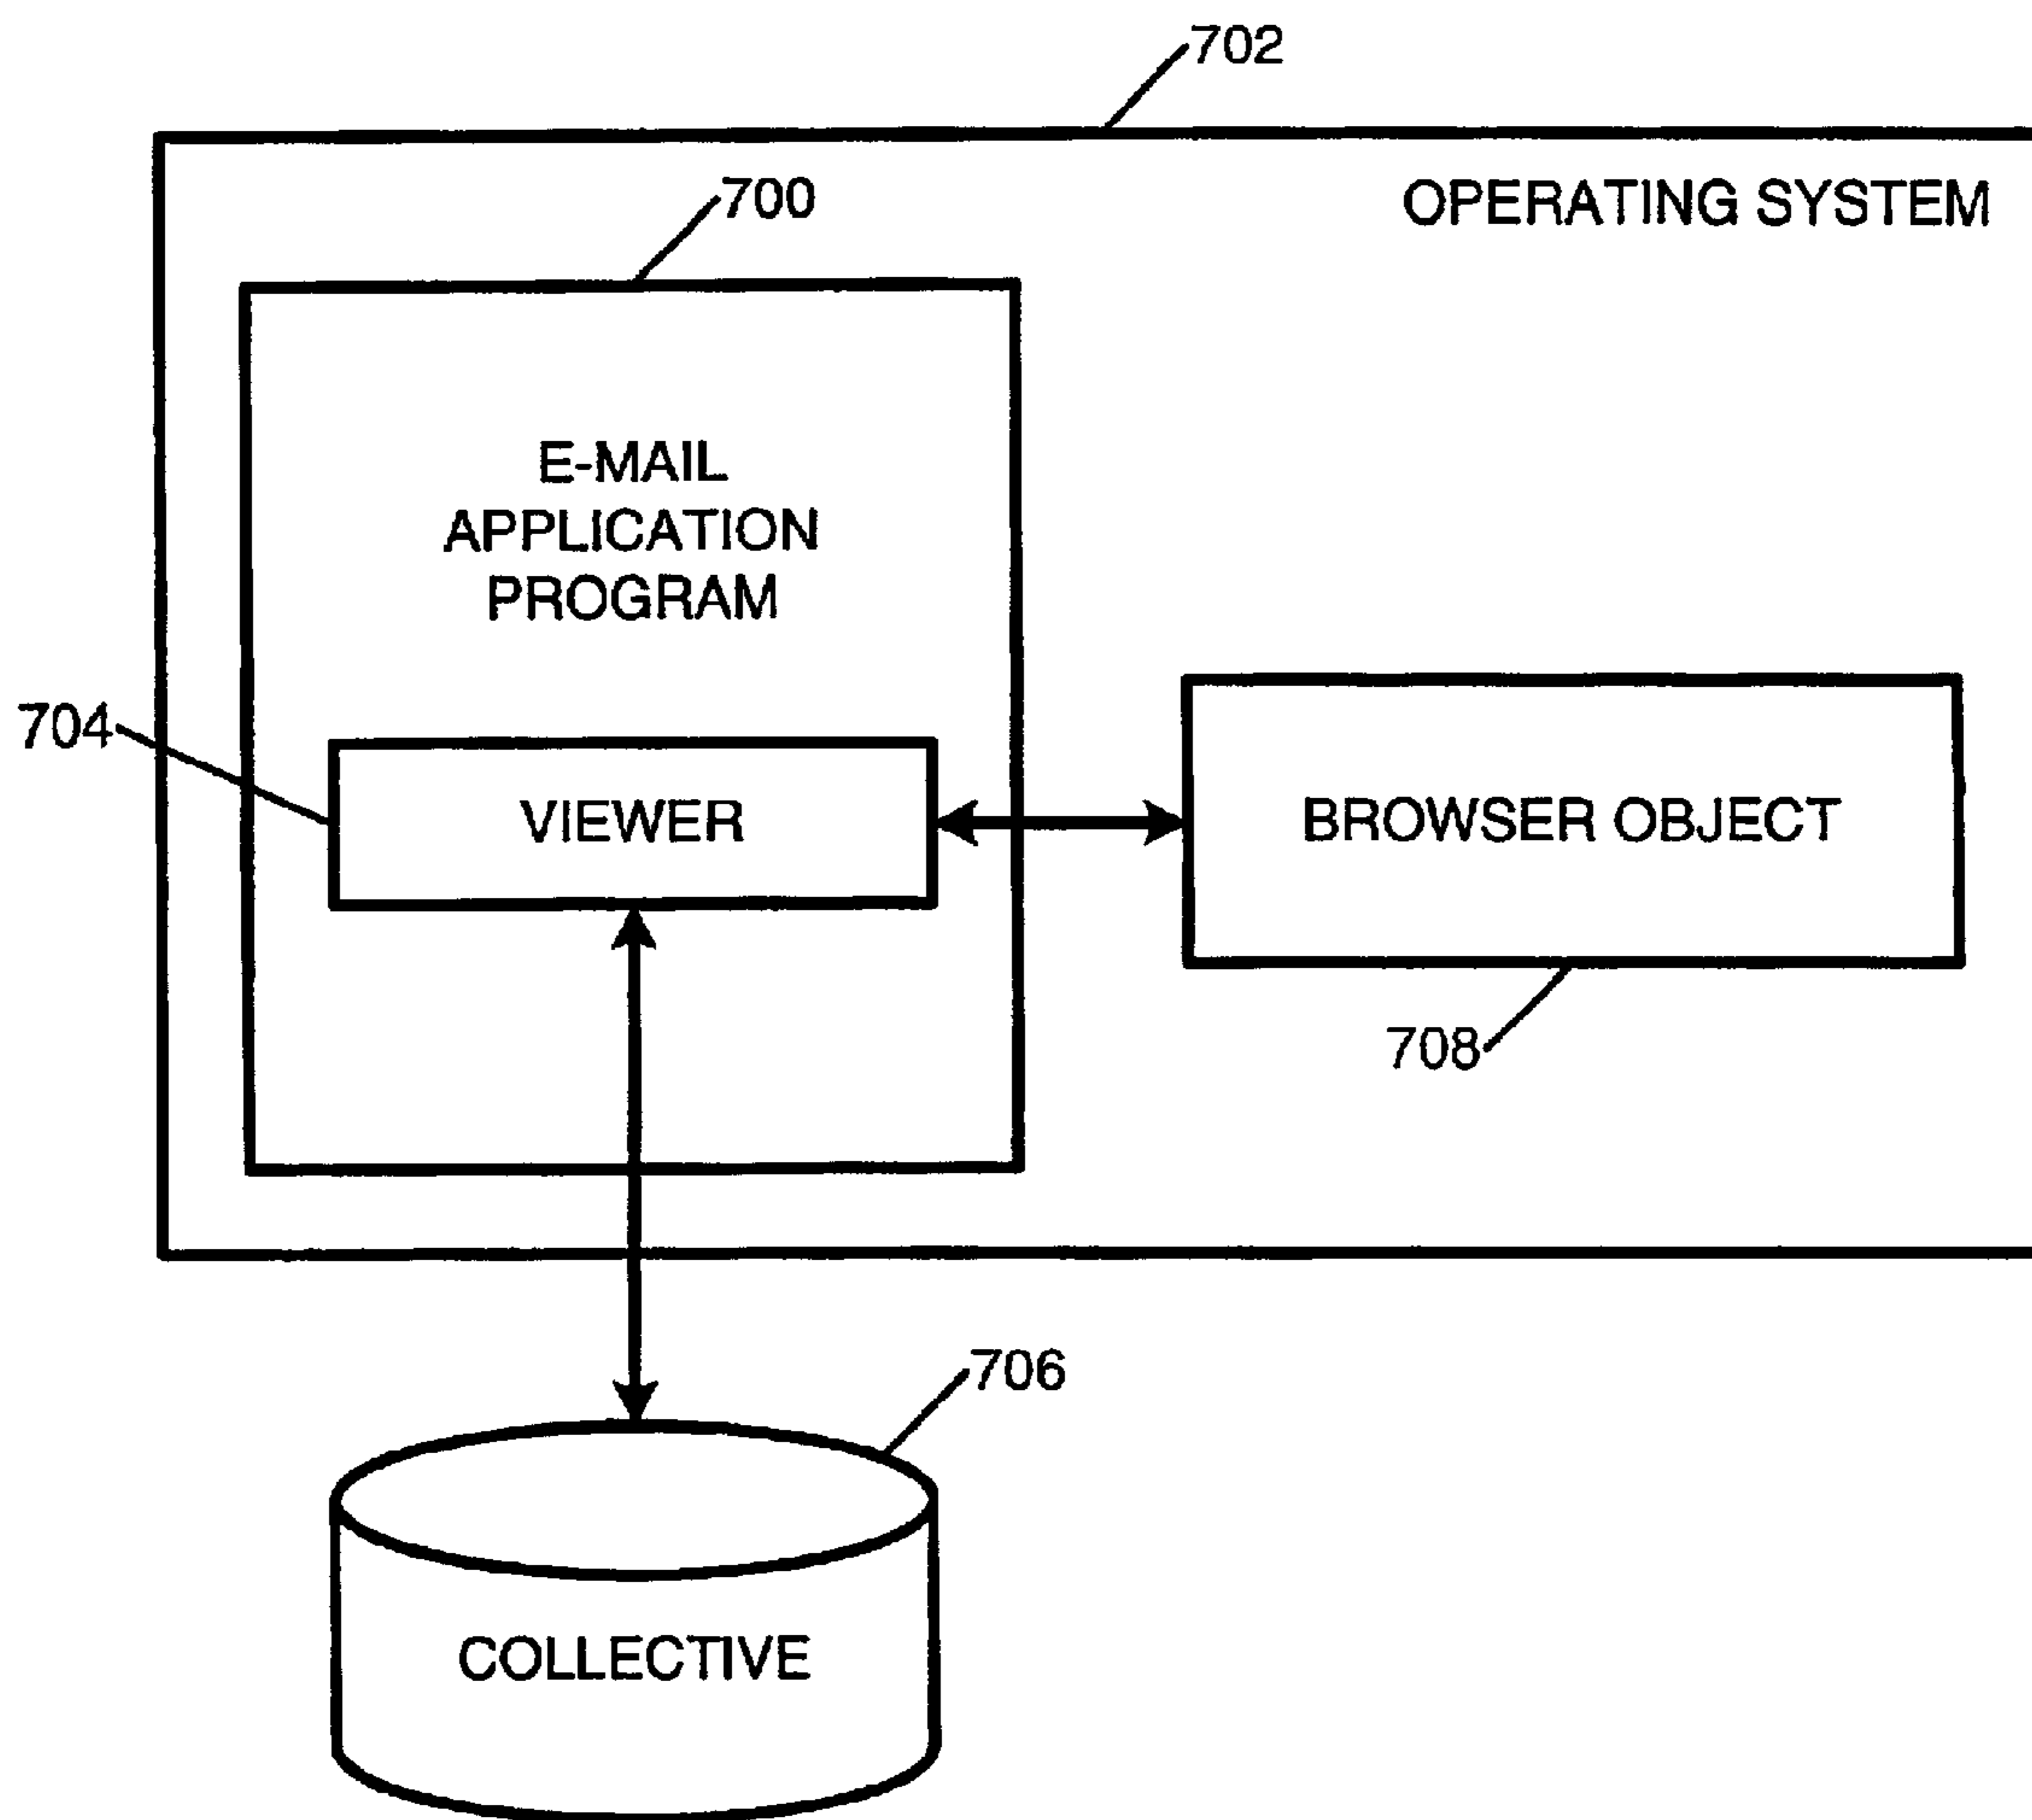 702
OPERATING SYSTEM
700
E-MAIL
APPLICATION
PROGRAM
704
VIEWER
BROWSER OBJECT
708
706
COLLECTIVE